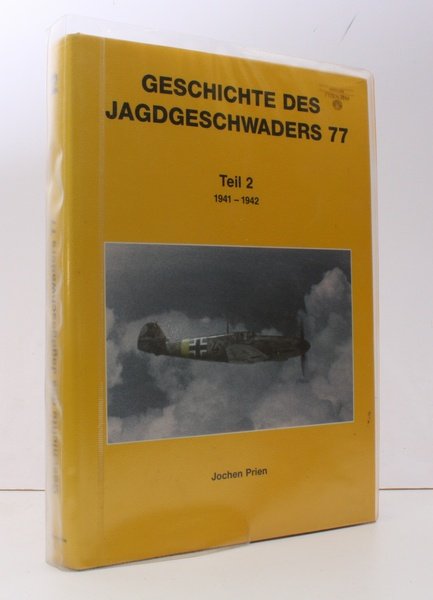 GESCHICHTE DES
JAGDGESCHWADERS 77
Teil 2
1941 – 1942
Jochen Prien